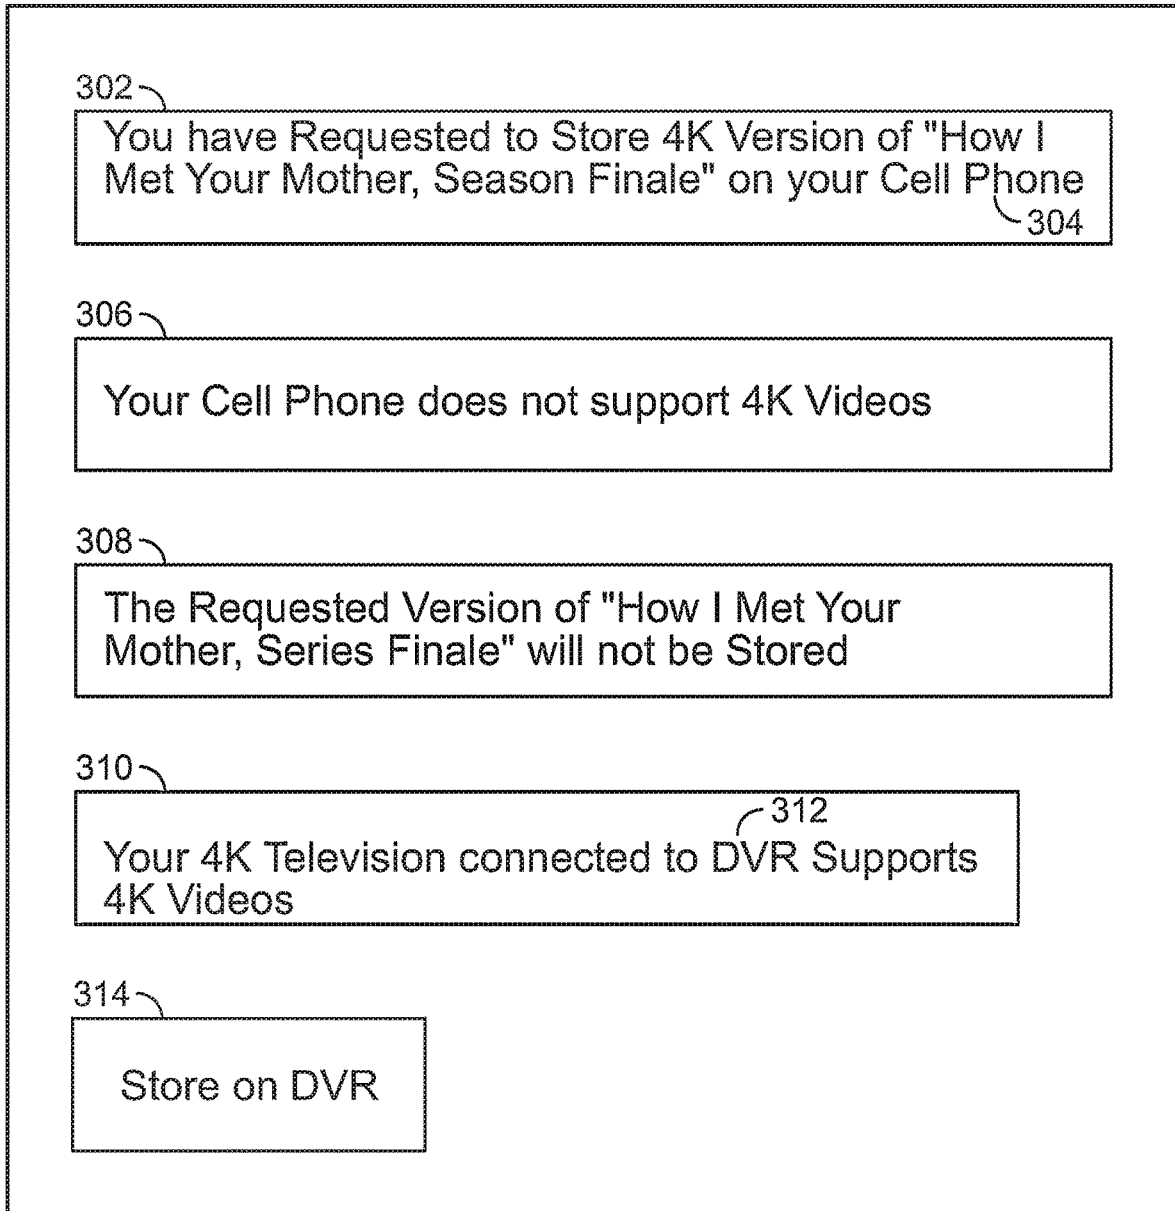 302
You have Requested to Store 4K Version of "How I
Met Your Mother, Season Finale" on your Cell Phone
304
306
Your Cell Phone does not support 4K Videos
308
The Requested Version of "How I Met Your
Mother, Series Finale" will not be Stored
310
312
Your 4K Television connected to DVR Supports
4K Videos
314
Store on DVR